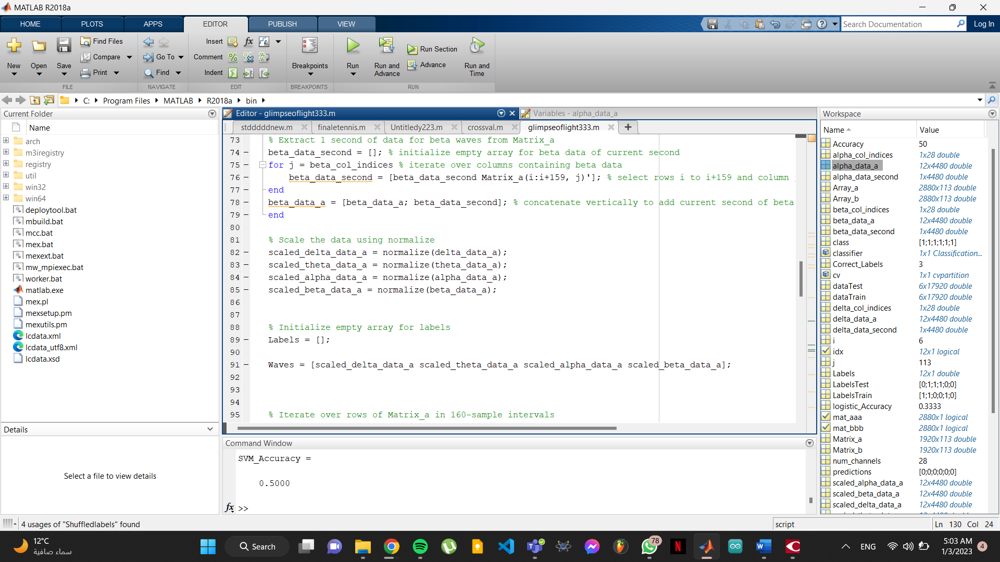 MATLAB R2018a
HOME PLOTS APPS EDITOR PUBLISH VIEW
Search Documentation
Log In
New
Open
Save
Find Files
Compare
Print
FILE
Go To
Find
NAVIGATE
Insert
Comment
Indent
fx
EDIT
Breakpoints
BREAKPOINTS
Run
Run and Advance
Run Section
Advance
Run and Time
RUN
C: Program Files MATLAB R2018a bin
Current Folder
Name
arch
m3iregistry
registry
util
win32
win64
deploytool.bat
mbuild.bat
mcc.bat
mex.bat
mexext.bat
mw_mpiexec.bat
worker.bat
matlab.exe
mex.pl
mexsetup.pm
mexutils.pm
lcdata.xml
lcdata_utf8.xml
lcdata.xsd
Details
Select a file to view details
Editor - glimpseoflight333.m
Variables - alpha_data_a
stdddddnew.m finaletennis.m Untitledy223.m crossval.m glimpseoflight333.m
73 % Extract 1 second of data for beta waves from Matrix_a
74 beta_data_second = []; % initialize empty array for beta data of current second
75 for j = beta_col_indices % iterate over columns containing beta data
76 beta_data_second = [beta_data_second Matrix_a(i:i+159, j)']; % select rows i to i+159 and column
77 end
78 beta_data_a = [beta_data_a; beta_data_second]; % concatenate vertically to add current second of beta
79 end
80
81 % Scale the data using normalize
82 scaled_delta_data_a = normalize(delta_data_a);
83 scaled_theta_data_a = normalize(theta_data_a);
84 scaled_alpha_data_a = normalize(alpha_data_a);
85 scaled_beta_data_a = normalize(beta_data_a);
86
87
88 % Initialize empty array for labels
89 Labels = [];
90
91 Waves = [scaled_delta_data_a scaled_theta_data_a scaled_alpha_data_a scaled_beta_data_a];
92
93
94
95 % Iterate over rows of Matrix_a in 160-sample intervals
Command Window
SVM_Accuracy =
0.5000
fx >>
Workspace
Name Value
Accuracy 50
alpha_col_indices 1x28 double
alpha_data_a 12x4480 double
alpha_data_second 1x4480 double
Array_a 2880x113 double
Array_b 2880x113 double
beta_col_indices 1x28 double
beta_data_a 12x4480 double
beta_data_second 1x4480 double
class [1;1;1;1;1;1]
classifier 1x1 Classification...
Correct_Labels 3
cv 1x1 cvpartition
dataTest 6x17920 double
dataTrain 6x17920 double
delta_col_indices 1x28 double
delta_data_a 12x4480 double
delta_data_second 1x4480 double
i 6
idx 12x1 logical
j 113
Labels 12x1 double
LabelsTest [0;1;1;1;0;0]
LabelsTrain [1;1;0;0;1;0]
logistic_Accuracy 0.3333
mat_aaa 2880x1 logical
mat_bbb 2880x1 logical
Matrix_a 1920x113 double
Matrix_b 1920x113 double
num_channels 28
predictions [0;0;0;0;0;0]
scaled_alpha_data_a 12x4480 double
scaled_beta_data_a 12x4480 double
scaled_delta_data_a 12x4480 double
4 usages of "Shuffledlabels" found
script
Ln 130 Col 24
12°C
سماء صافية
Search
78
ENG
5:03 AM
1/3/2023
4